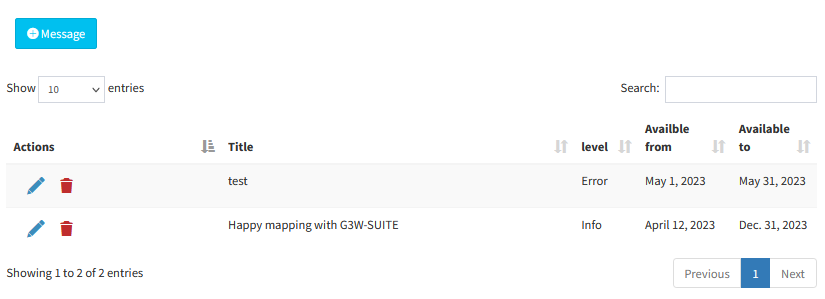 Message
Show 10 entries Search:
Actions Title level Availble from Available to
test Error May 1, 2023 May 31, 2023
Happy mapping with G3W-SUITE Info April 12, 2023 Dec. 31, 2023
Showing 1 to 2 of 2 entries Previous 1 Next